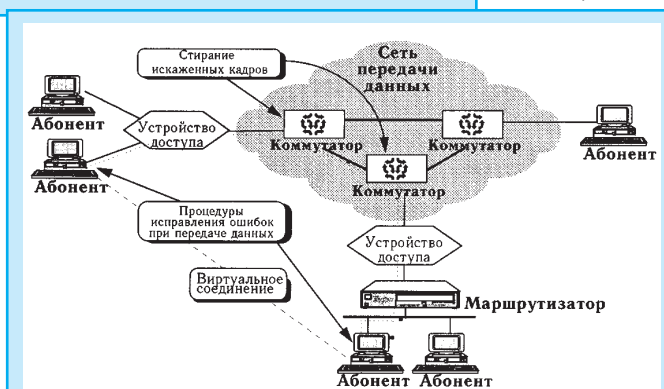 Стирание
искаженных кадров
Сеть
передачи
данных
Абонент
Устройство
доступа
Коммутатор
Коммутатор
Абонент
Абонент
Коммутатор
Процедуры
исправления ошибок
при передаче данных
Устройство
доступа
Виртуальное
соединение
Маршрутизатор
Абонент
Абонент